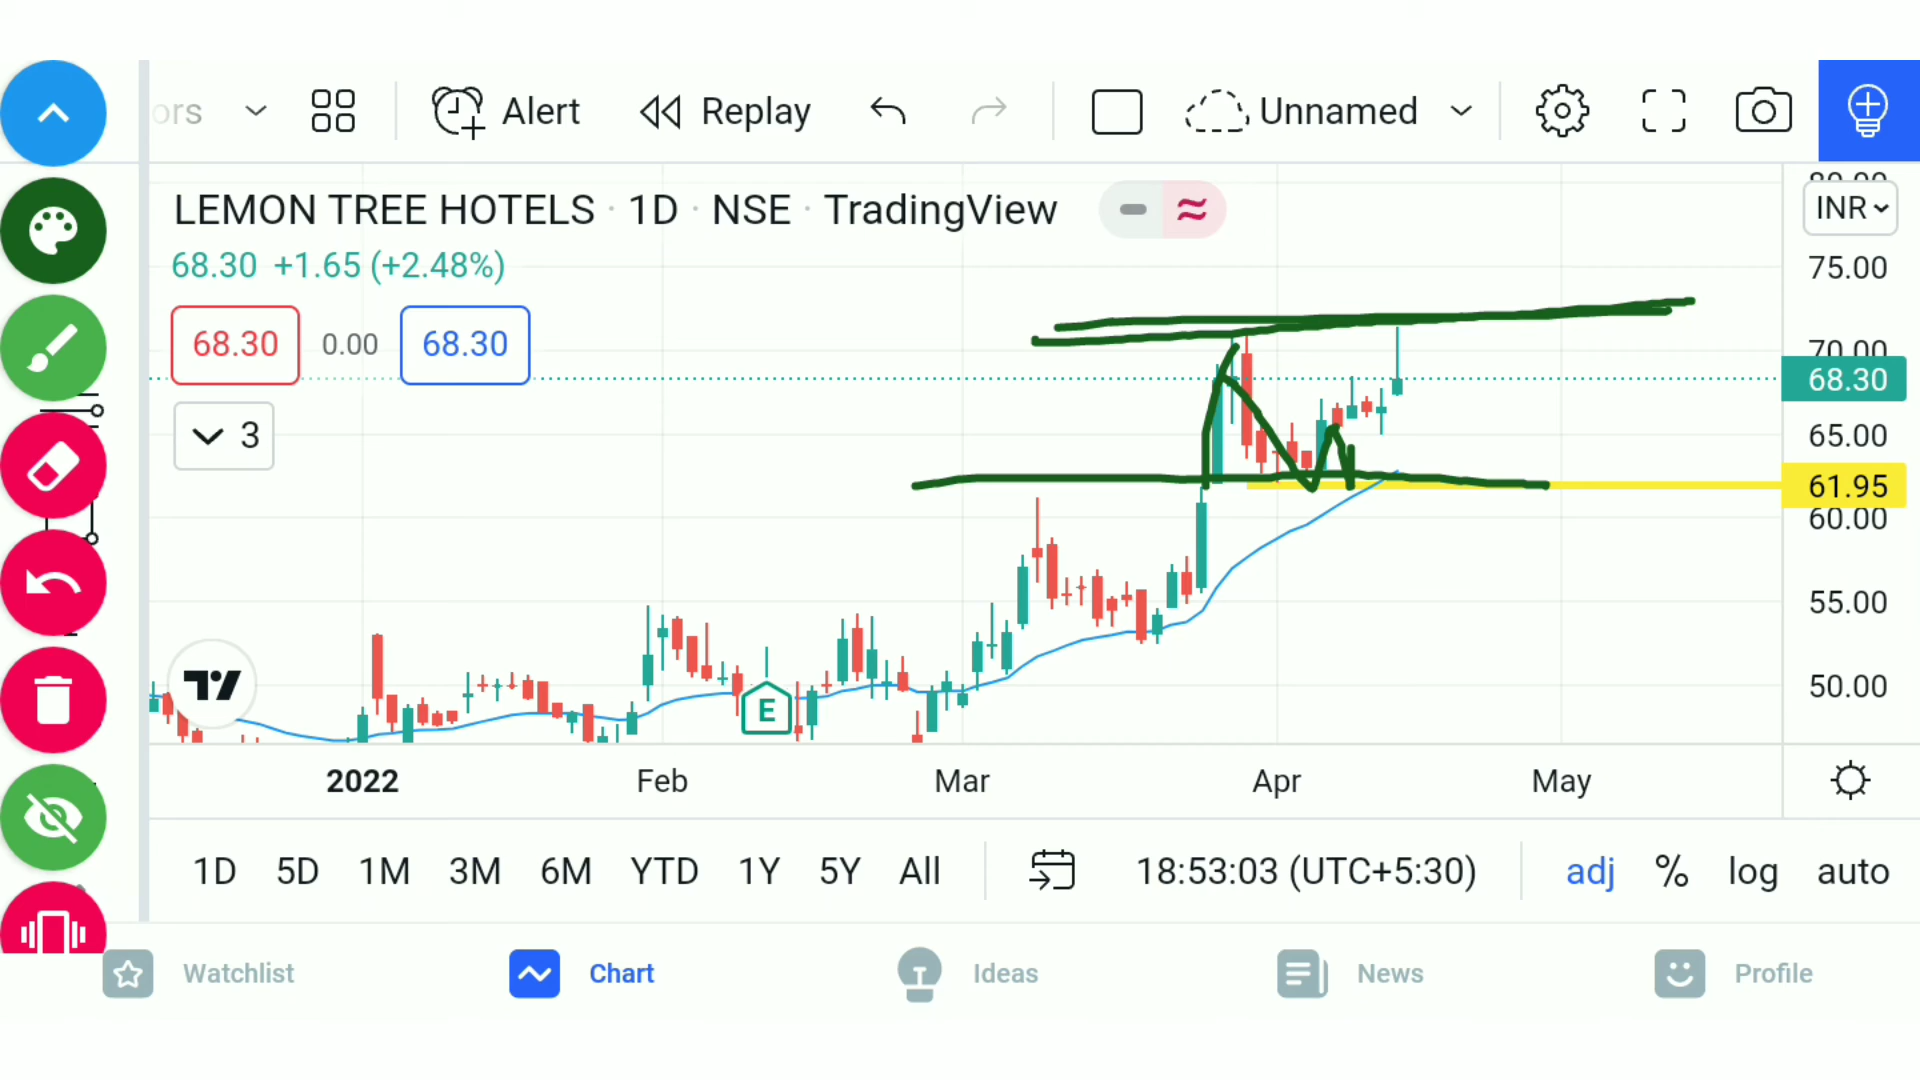 ors
Alert
Replay
Unnamed
LEMON TREE HOTELS · 1D · NSE · TradingView
INR
68.30 +1.65 (+2.48%)
68.30 0.00 68.30
3
75.00
70.00
68.30
65.00
61.95
60.00
55.00
50.00
E
2022 Feb Mar Apr May
1D 5D 1M 3M 6M YTD 1Y 5Y All 18:53:03 (UTC+5:30) adj % log auto
Watchlist Chart Ideas News Profile